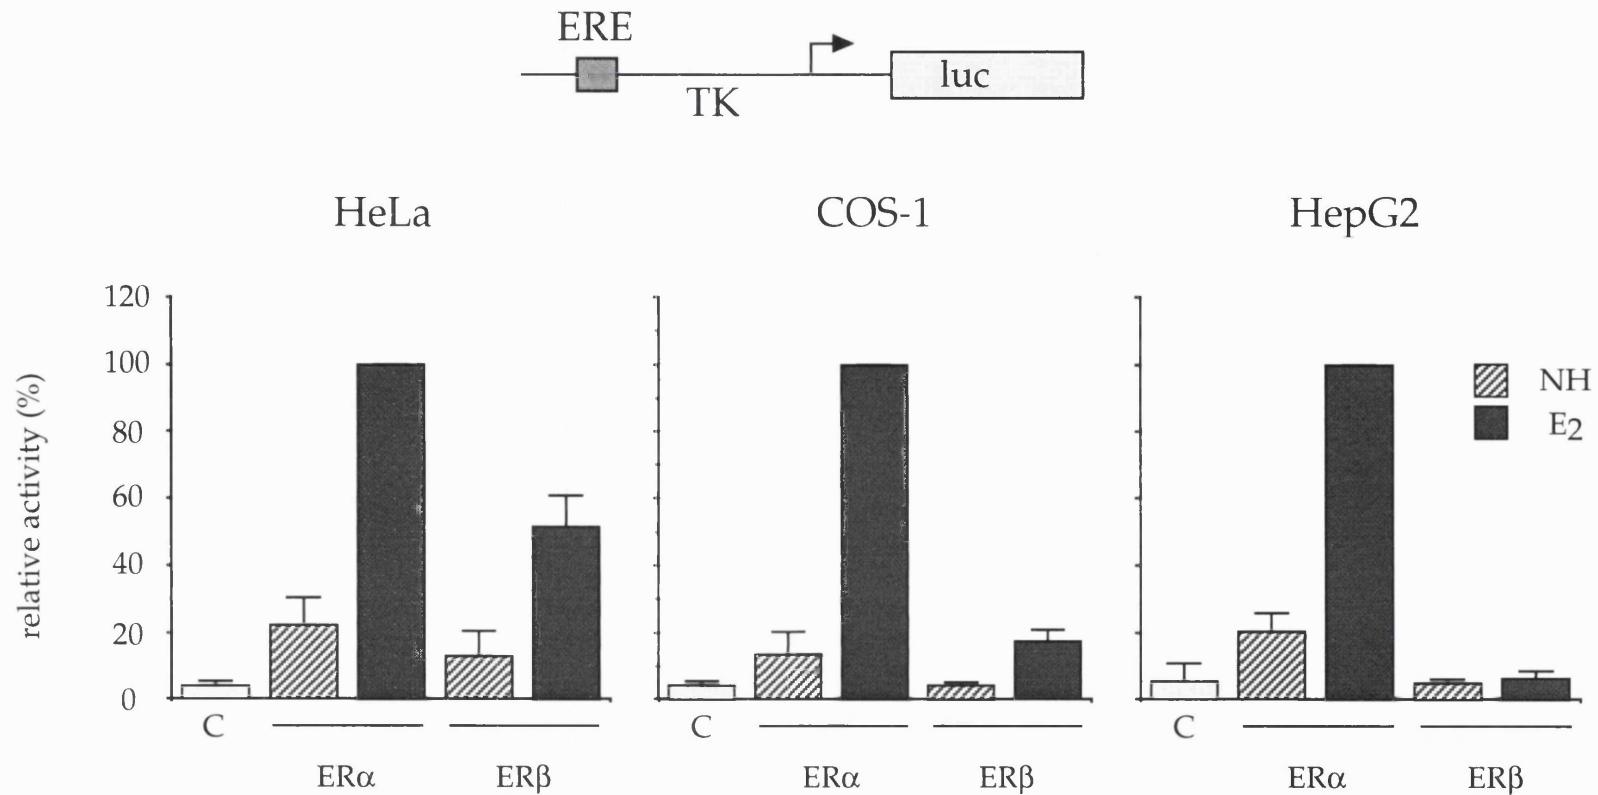 ERE
luc
TK
HeLa
COS-1
HepG2
relative activity (%)
120
100
80
60
40
20
0
NH
E2
C
C
C
ERα
ERβ
ERα
ERβ
ERα
ERβ